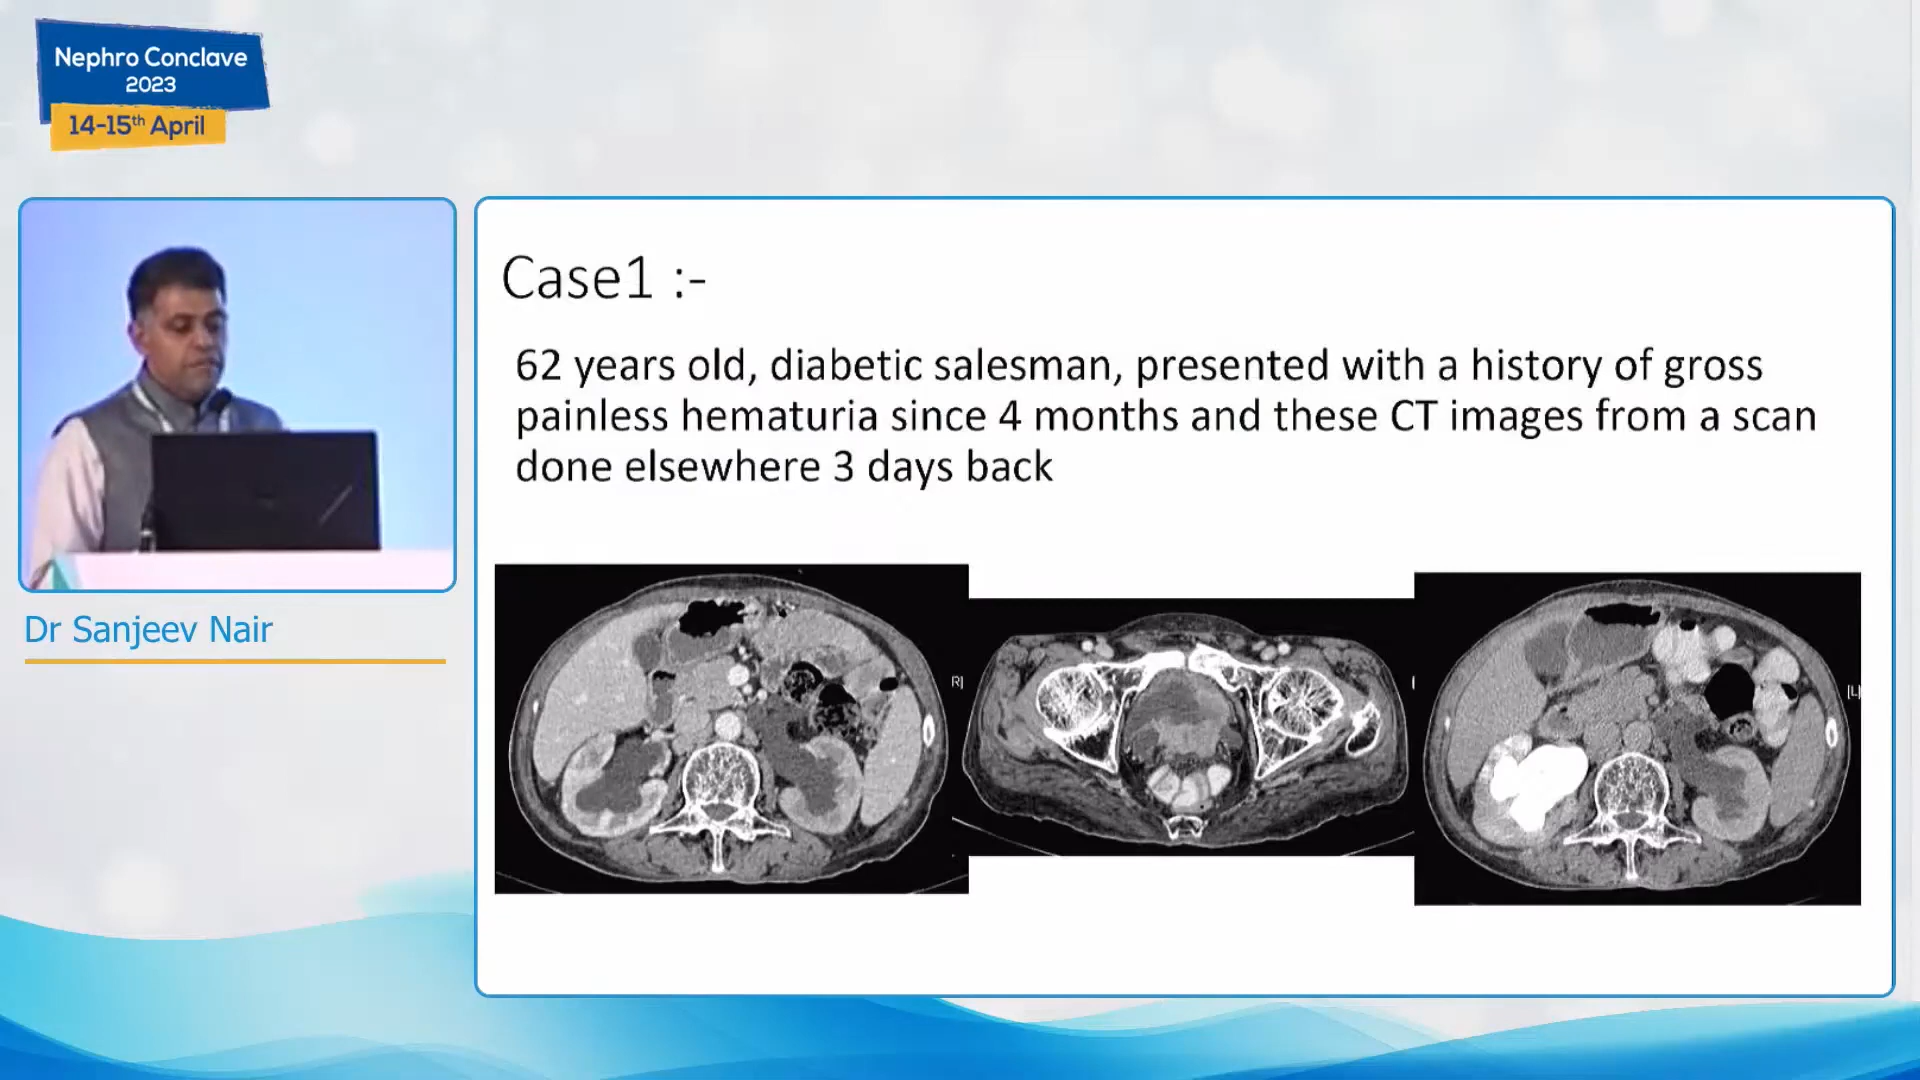 Nephro Conclave
2023
14-15th April
Case1 :-
62 years old, diabetic salesman, presented with a history of gross
painless hematuria since 4 months and these CT images from a scan
done elsewhere 3 days back
R]
[L]
Dr Sanjeev Nair